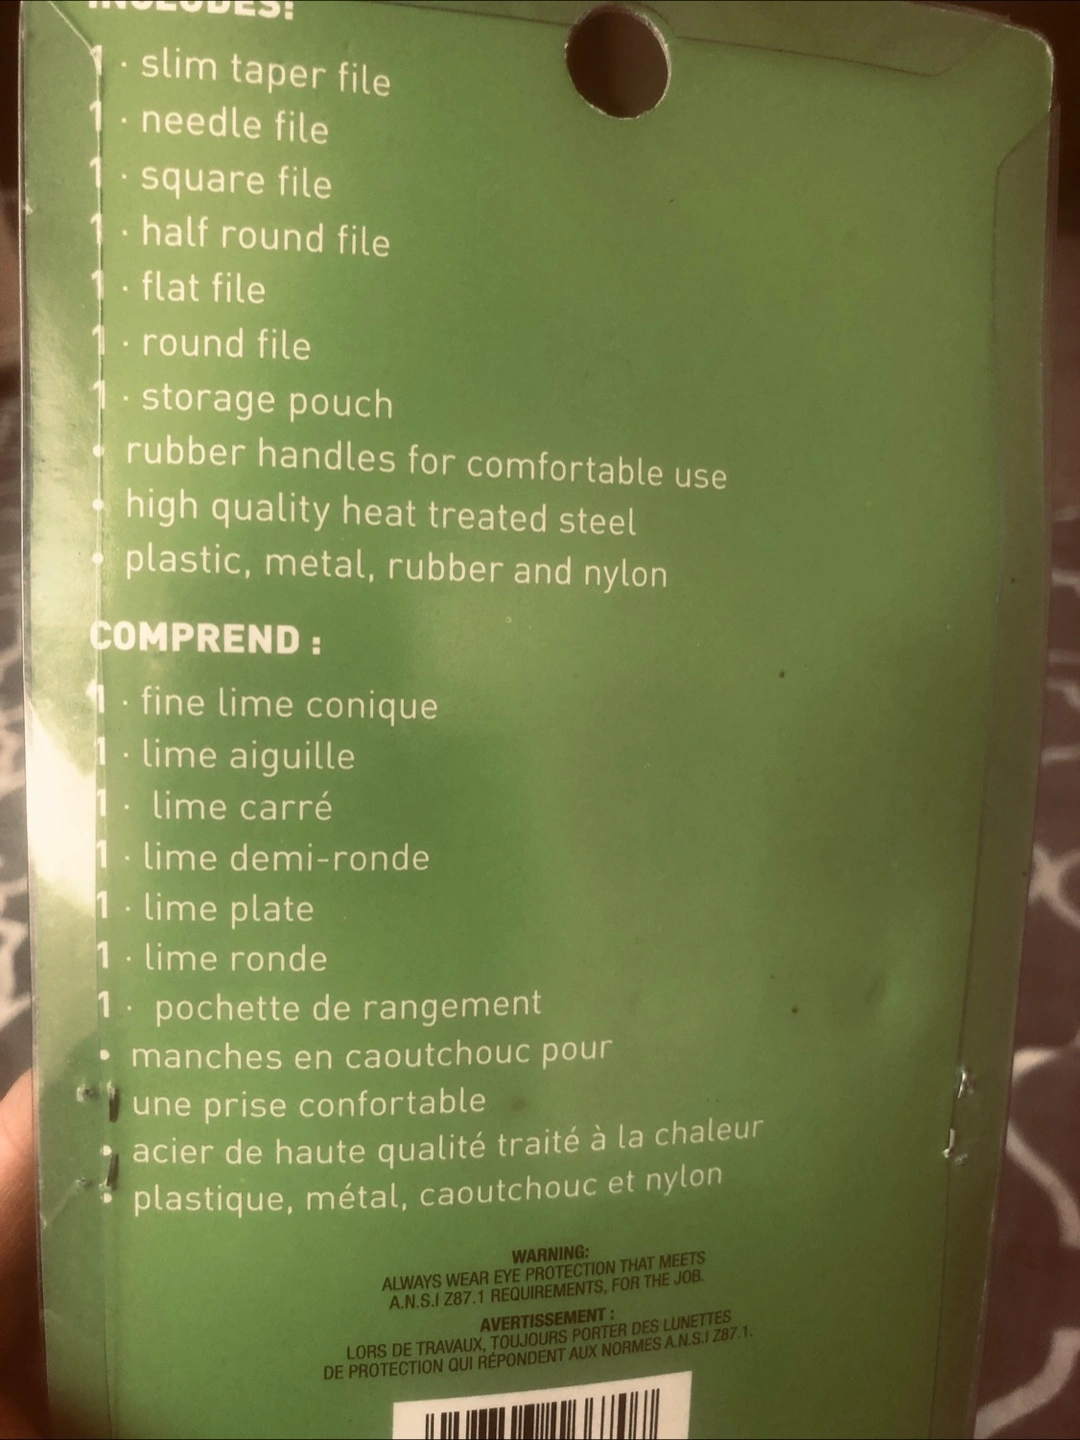 INCLUDES:
1 · slim taper file
1 · needle file
1 · square file
1 · half round file
1 · flat file
1 · round file
1 · storage pouch
• rubber handles for comfortable use
• high quality heat treated steel
• plastic, metal, rubber and nylon
COMPREND :
1 · fine lime conique
1 · lime aiguille
1 · lime carré
1 · lime demi-ronde
1 · lime plate
1 · lime ronde
1 · pochette de rangement
• manches en caoutchouc pour
une prise confortable
• acier de haute qualité traité à la chaleur
• plastique, métal, caoutchouc et nylon
WARNING:
ALWAYS WEAR EYE PROTECTION THAT MEETS
A.N.S.I Z87.1 REQUIREMENTS, FOR THE JOB.
AVERTISSEMENT :
LORS DE TRAVAUX, TOUJOURS PORTER DES LUNETTES
DE PROTECTION QUI RÉPONDENT AUX NORMES A.N.S.I Z87.1.